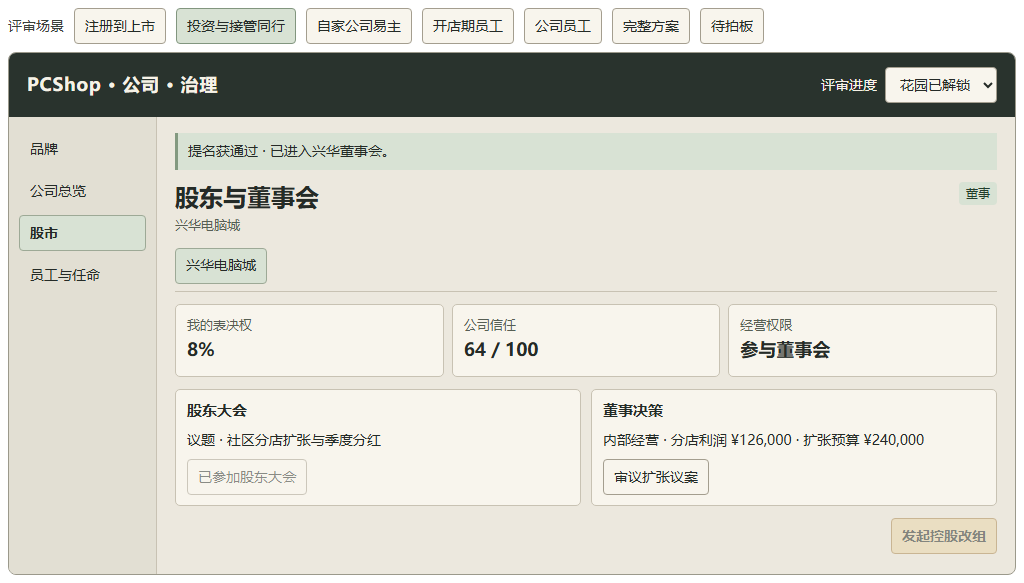 评审场景 注册到上市 投资与接管同行 自家公司易主 开店期员工 公司员工 完整方案 待拍板
PCShop · 公司 · 治理 评审进度 花园已解锁
品牌
公司总览
股市
员工与任命
提名获通过 · 已进入兴华董事会。
股东与董事会 董事
兴华电脑城
兴华电脑城
我的表决权
8%
公司信任
64 / 100
经营权限
参与董事会
股东大会
议题 · 社区分店扩张与季度分红
已参加股东大会
董事决策
内部经营 · 分店利润 ¥126,000 · 扩张预算 ¥240,000
审议扩张议案
发起控股改组